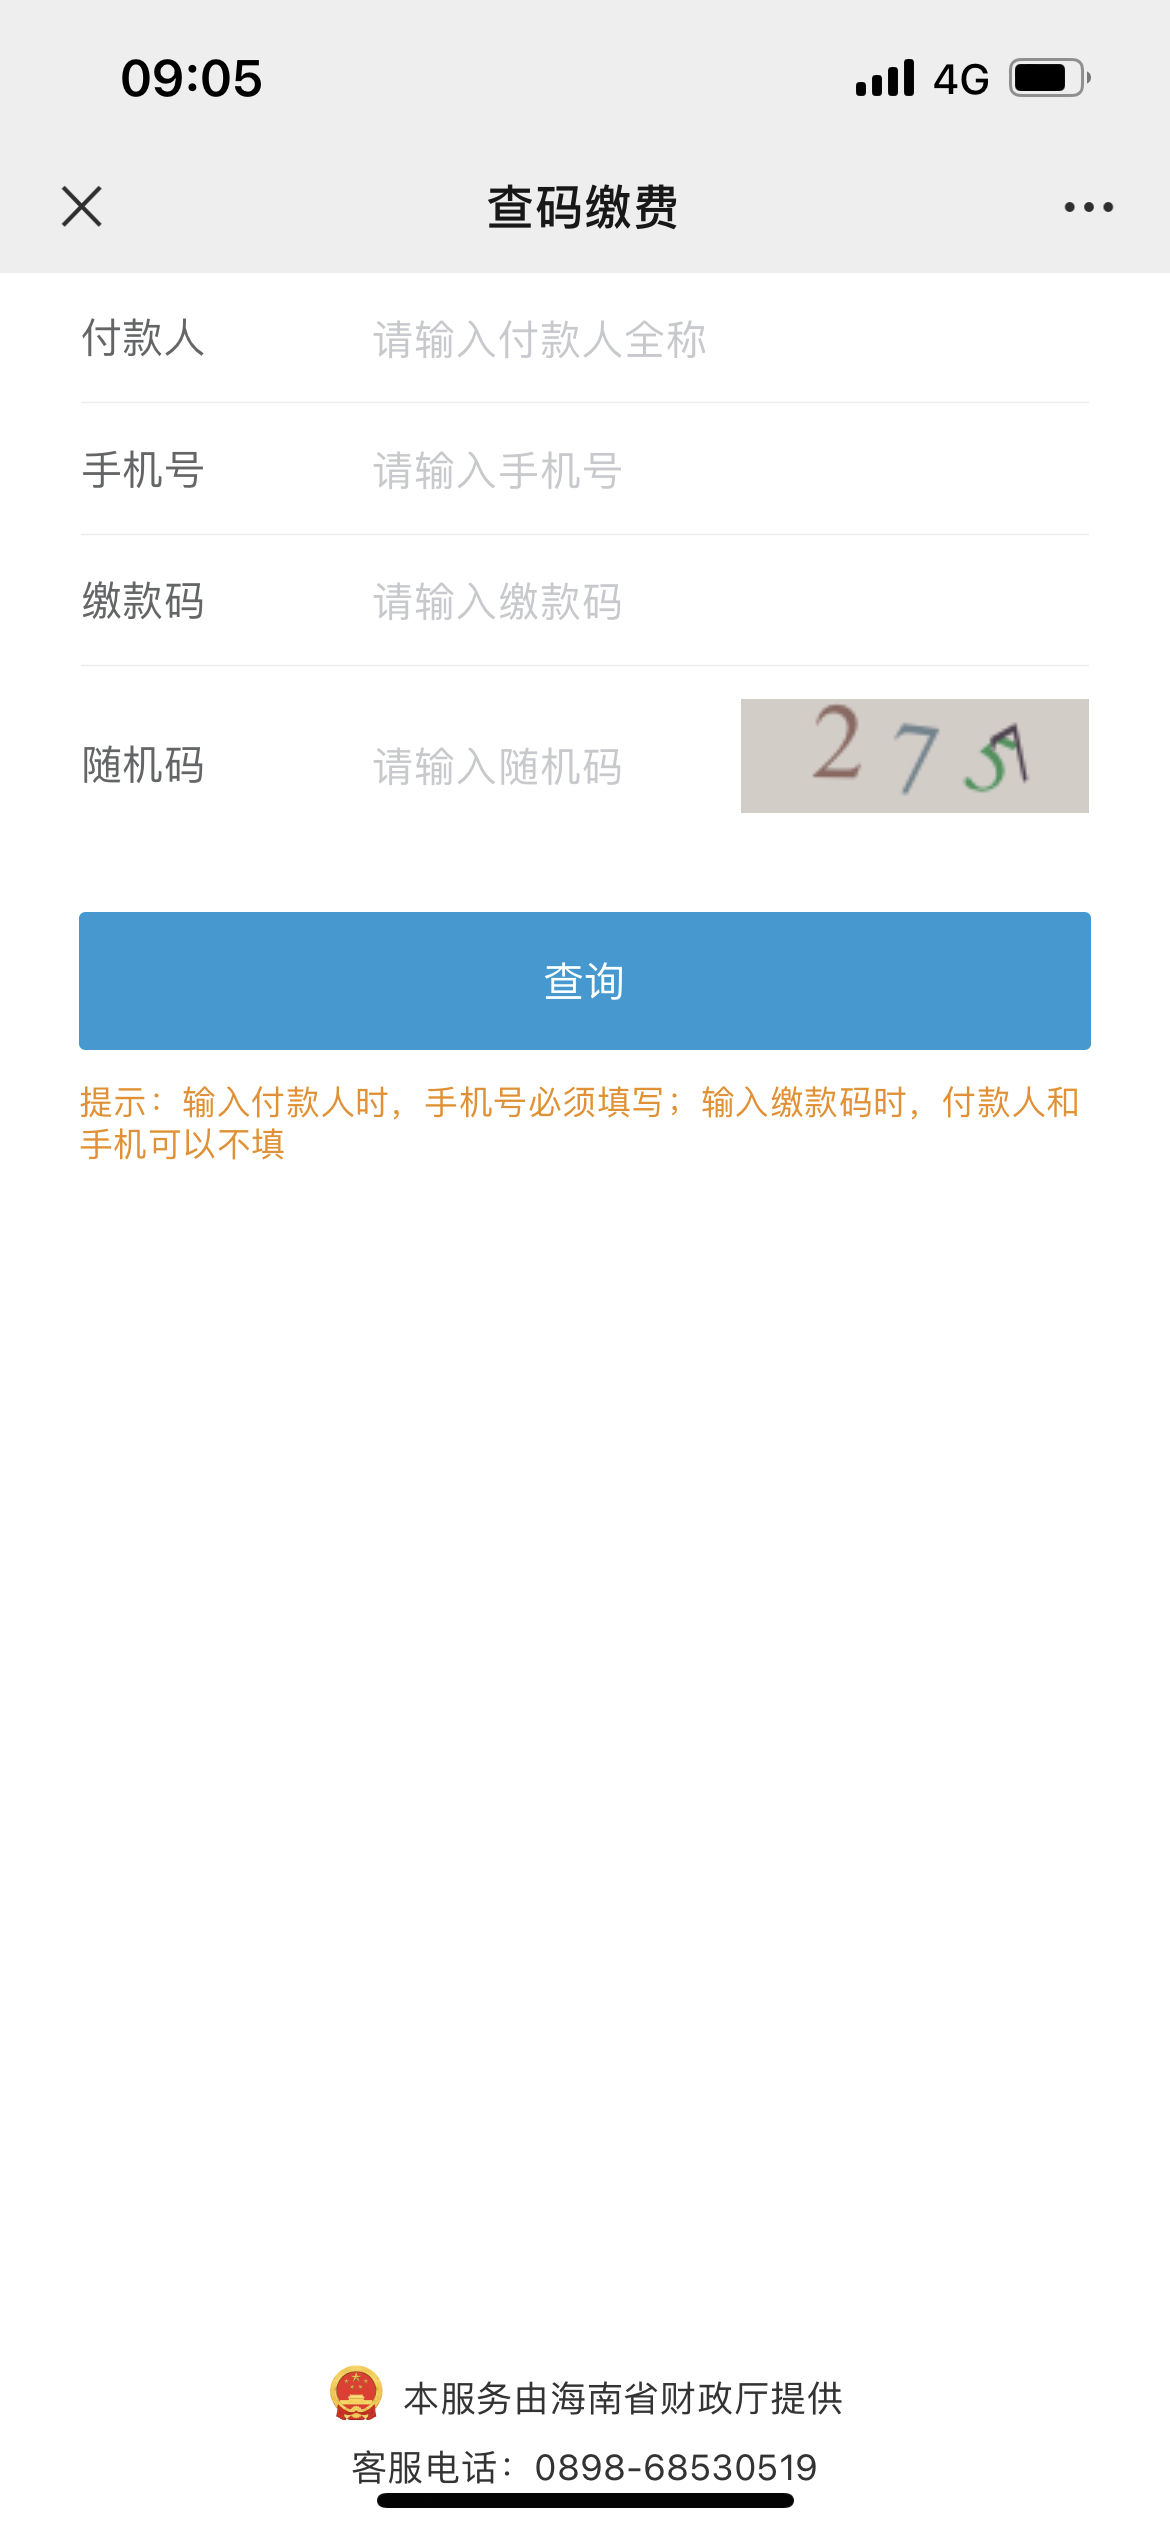 09:05
4G
查码缴费
付款人 请输入付款人全称
手机号 请输入手机号
缴款码 请输入缴款码
随机码 请输入随机码 2757
查询
提示：输入付款人时，手机号必须填写；输入缴款码时，付款人和
手机可以不填
本服务由海南省财政厅提供
客服电话：0898-68530519